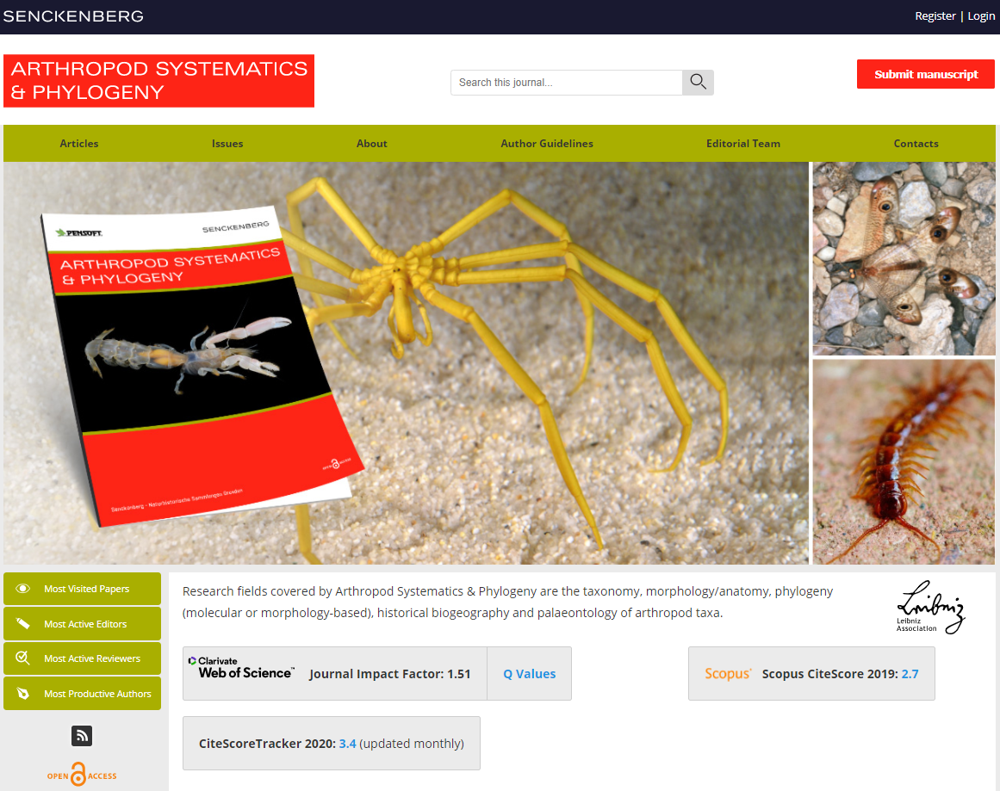 SENCKENBERG
Register | Login
ARTHROPOD SYSTEMATICS
& PHYLOGENY
Search this journal...
Submit manuscript
Articles
Issues
About
Author Guidelines
Editorial Team
Contacts
PENSOFT.
SENCKENBERG
ARTHROPOD SYSTEMATICS
& PHYLOGENY
OPEN ACCESS
Senckenberg · Naturhistorische Sammlungen Dresden
Most Visited Papers
Most Active Editors
Most Active Reviewers
Most Productive Authors
OPEN ACCESS
Research fields covered by Arthropod Systematics & Phylogeny are the taxonomy, morphology/anatomy, phylogeny
(molecular or morphology-based), historical biogeography and palaeontology of arthropod taxa.
Leibniz
Leibniz
Association
Clarivate
Web of Science™
Journal Impact Factor: 1.51
Q Values
Scopus®
Scopus CiteScore 2019: 2.7
CiteScoreTracker 2020: 3.4 (updated monthly)